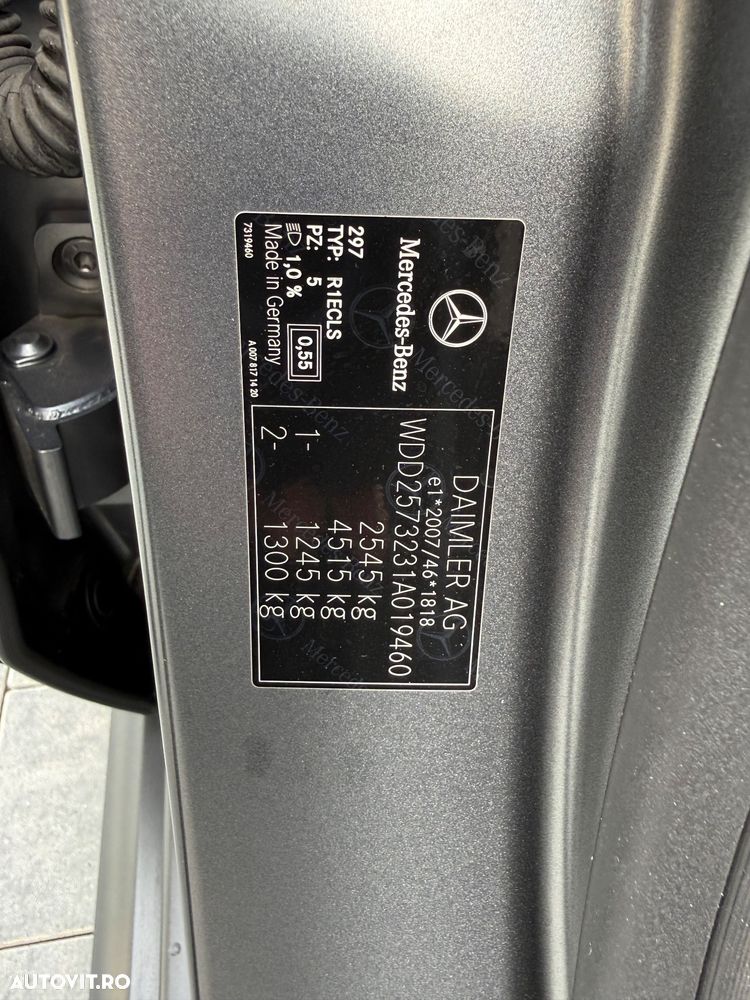 Mercedes-Benz
297
TYP: R1ECLS
PZ: 5
1,0 % 0,55
Made in Germany
7319460
A 007 817 14 20
DAIMLER AG
e1*2007/46*1818
WDD2573231A019460
2545 kg
4515 kg
1- 1245 kg
2- 1300 kg
AUTOVIT.RO